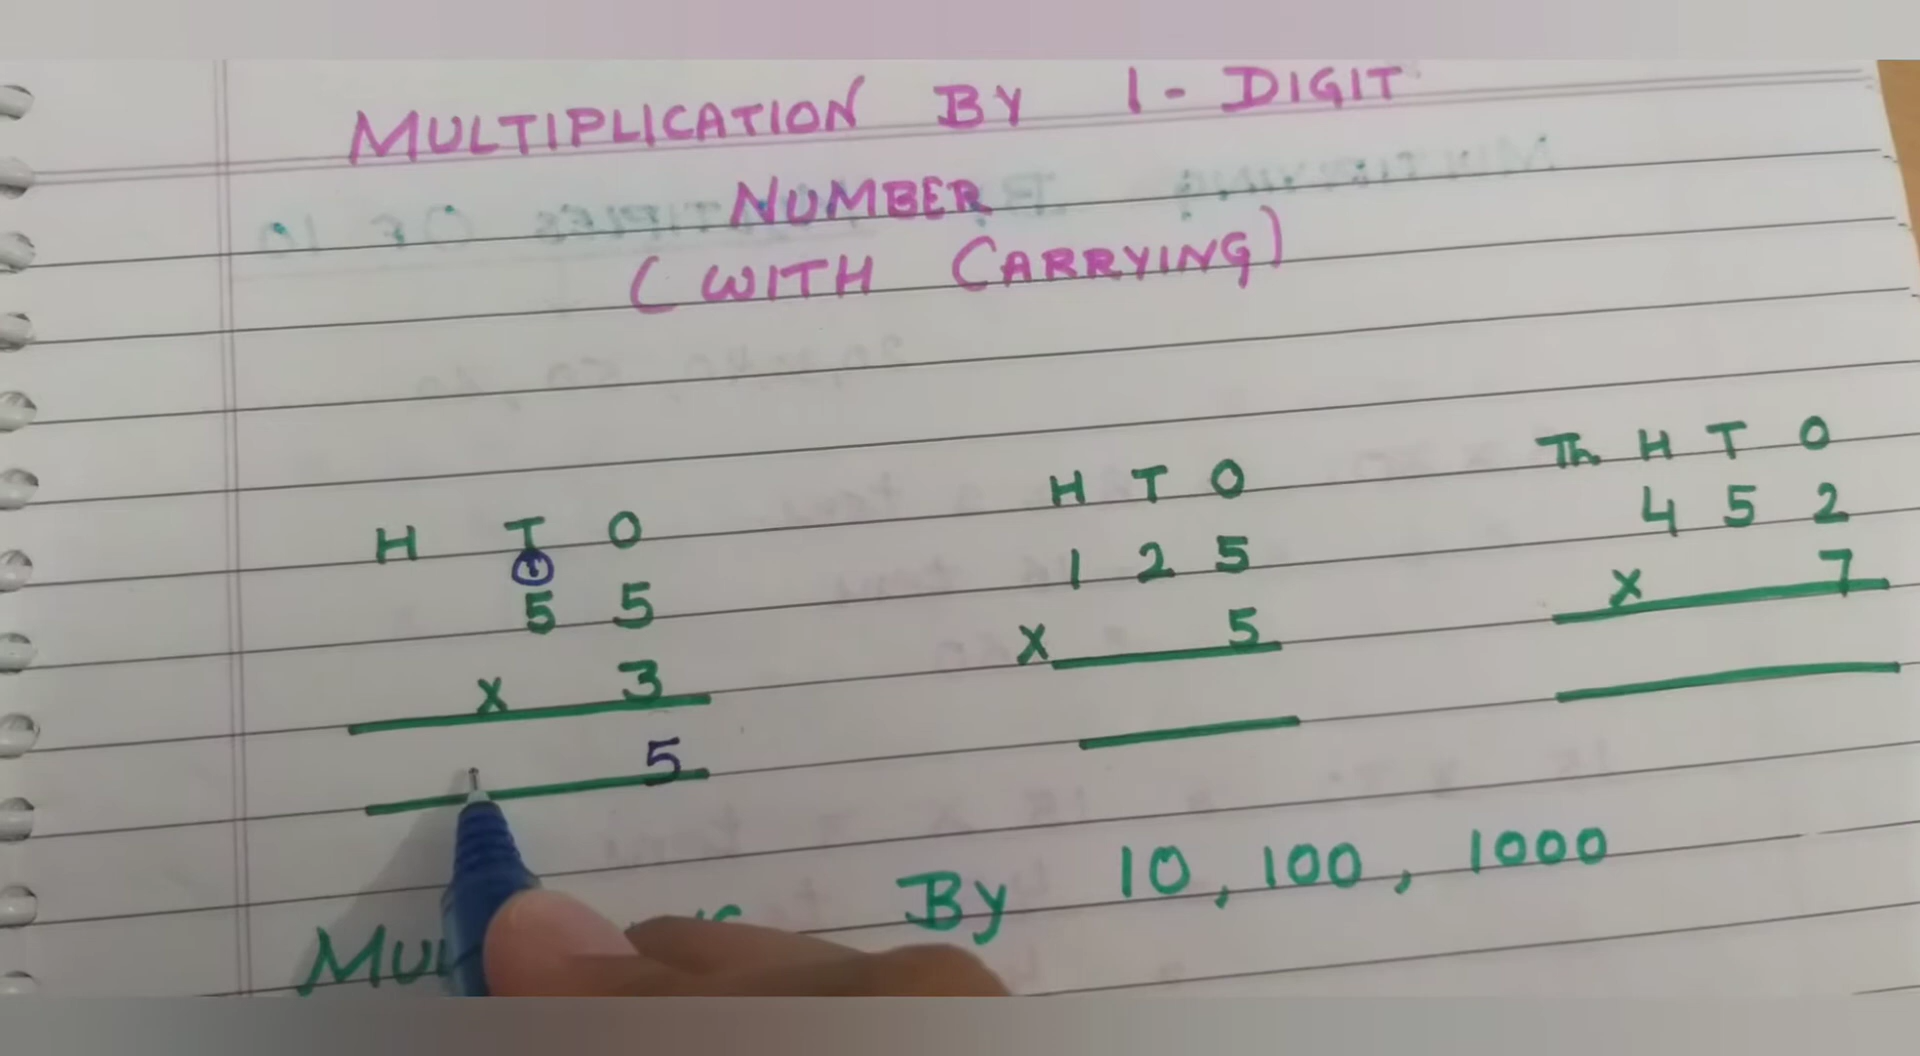 MULTIPLICATION BY 1 - DIGIT
NUMBER
(WITH CARRYING)
H T O
1
5 5
x 3
5
H T O
1 2 5
x 5
Th H T O
4 5 2
x 7
By 10, 100, 1000